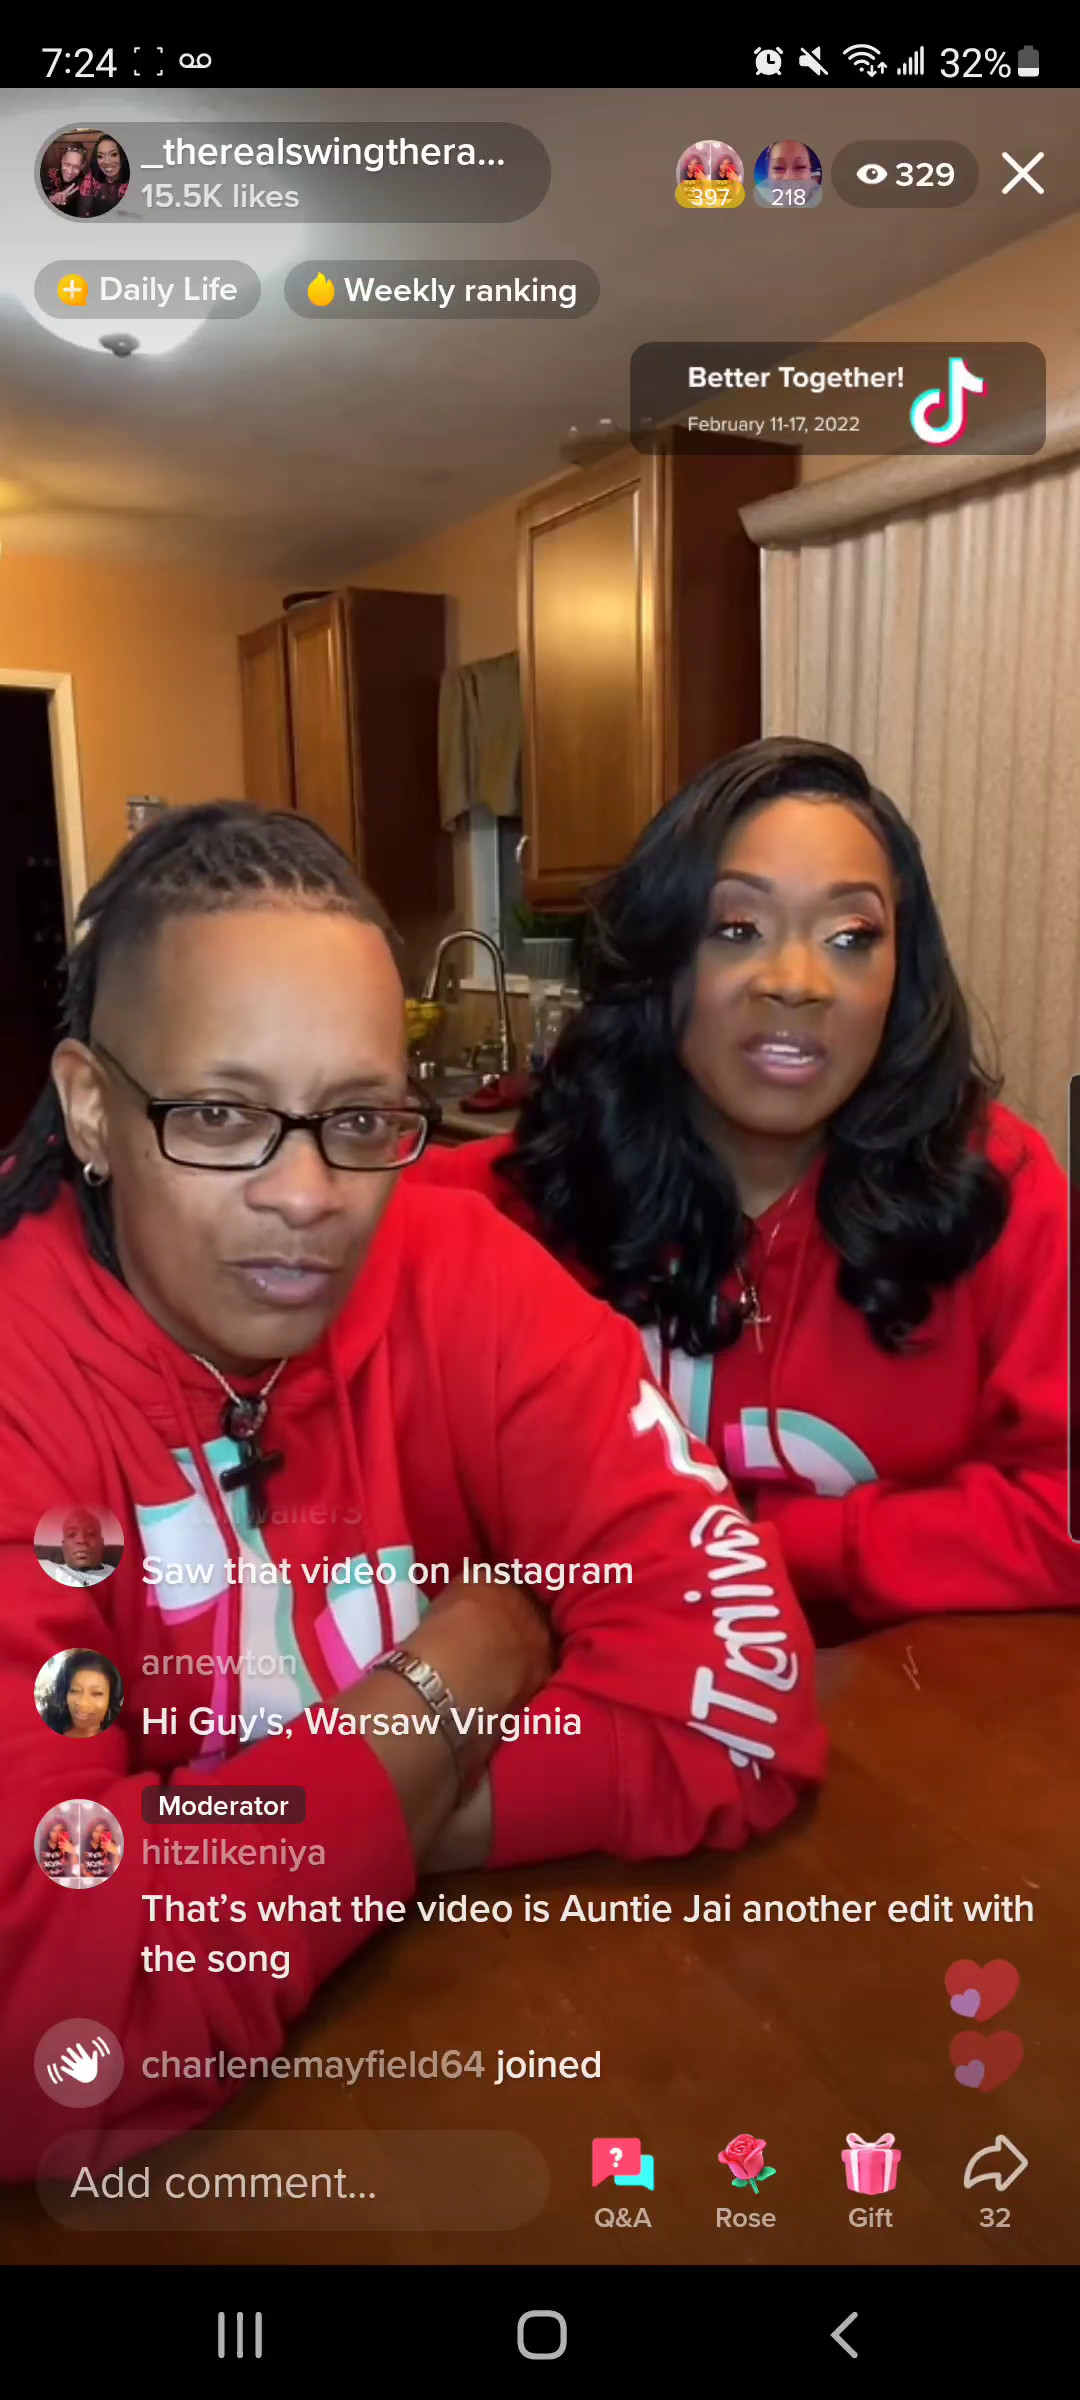 7:24
32%
_therealswingthera...
15.5K likes
397
218
329
Daily Life
Weekly ranking
Better Together!
February 11-17, 2022
Saw that video on Instagram
arnewton
Hi Guy's, Warsaw Virginia
Moderator
hitzlikeniya
That's what the video is Auntie Jai another edit with
the song
charlenemayfield64 joined
Add comment...
Q&A
Rose
Gift
32